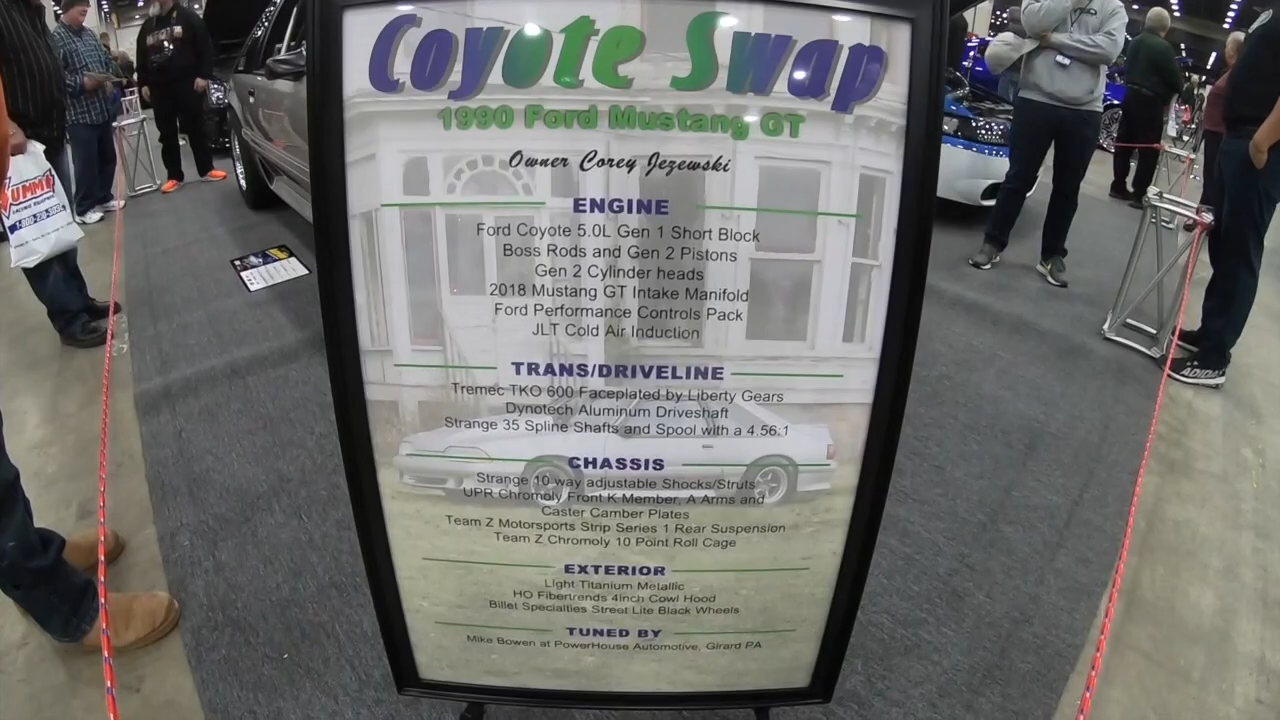 Coyote Swap
1990 Ford Mustang GT
Owner Corey Jezewski
ENGINE
Ford Coyote 5.0L Gen 1 Short Block
Boss Rods and Gen 2 Pistons
Gen 2 Cylinder heads
2018 Mustang GT Intake Manifold
Ford Performance Controls Pack
JLT Cold Air Induction
TRANS/DRIVELINE
Tremec TKO 600 Faceplated by Liberty Gears
Dynotech Aluminum Driveshaft
Strange 35 Spline Shafts and Spool with a 4.56:1
CHASSIS
Strange 10 way adjustable Shocks/Struts
UPR Chromoly Front K Member, A Arms and
Caster Camber Plates
Team Z Motorsports Strip Series 1 Rear Suspension
Team Z Chromoly 10 Point Roll Cage
EXTERIOR
Light Titanium Metallic
HO Fibertrends 4inch Cowl Hood
Billet Specialties Street Lite Black Wheels
TUNED BY
Mike Bowen at PowerHouse Automotive, Girard PA
SUMMIT
ADIDAS